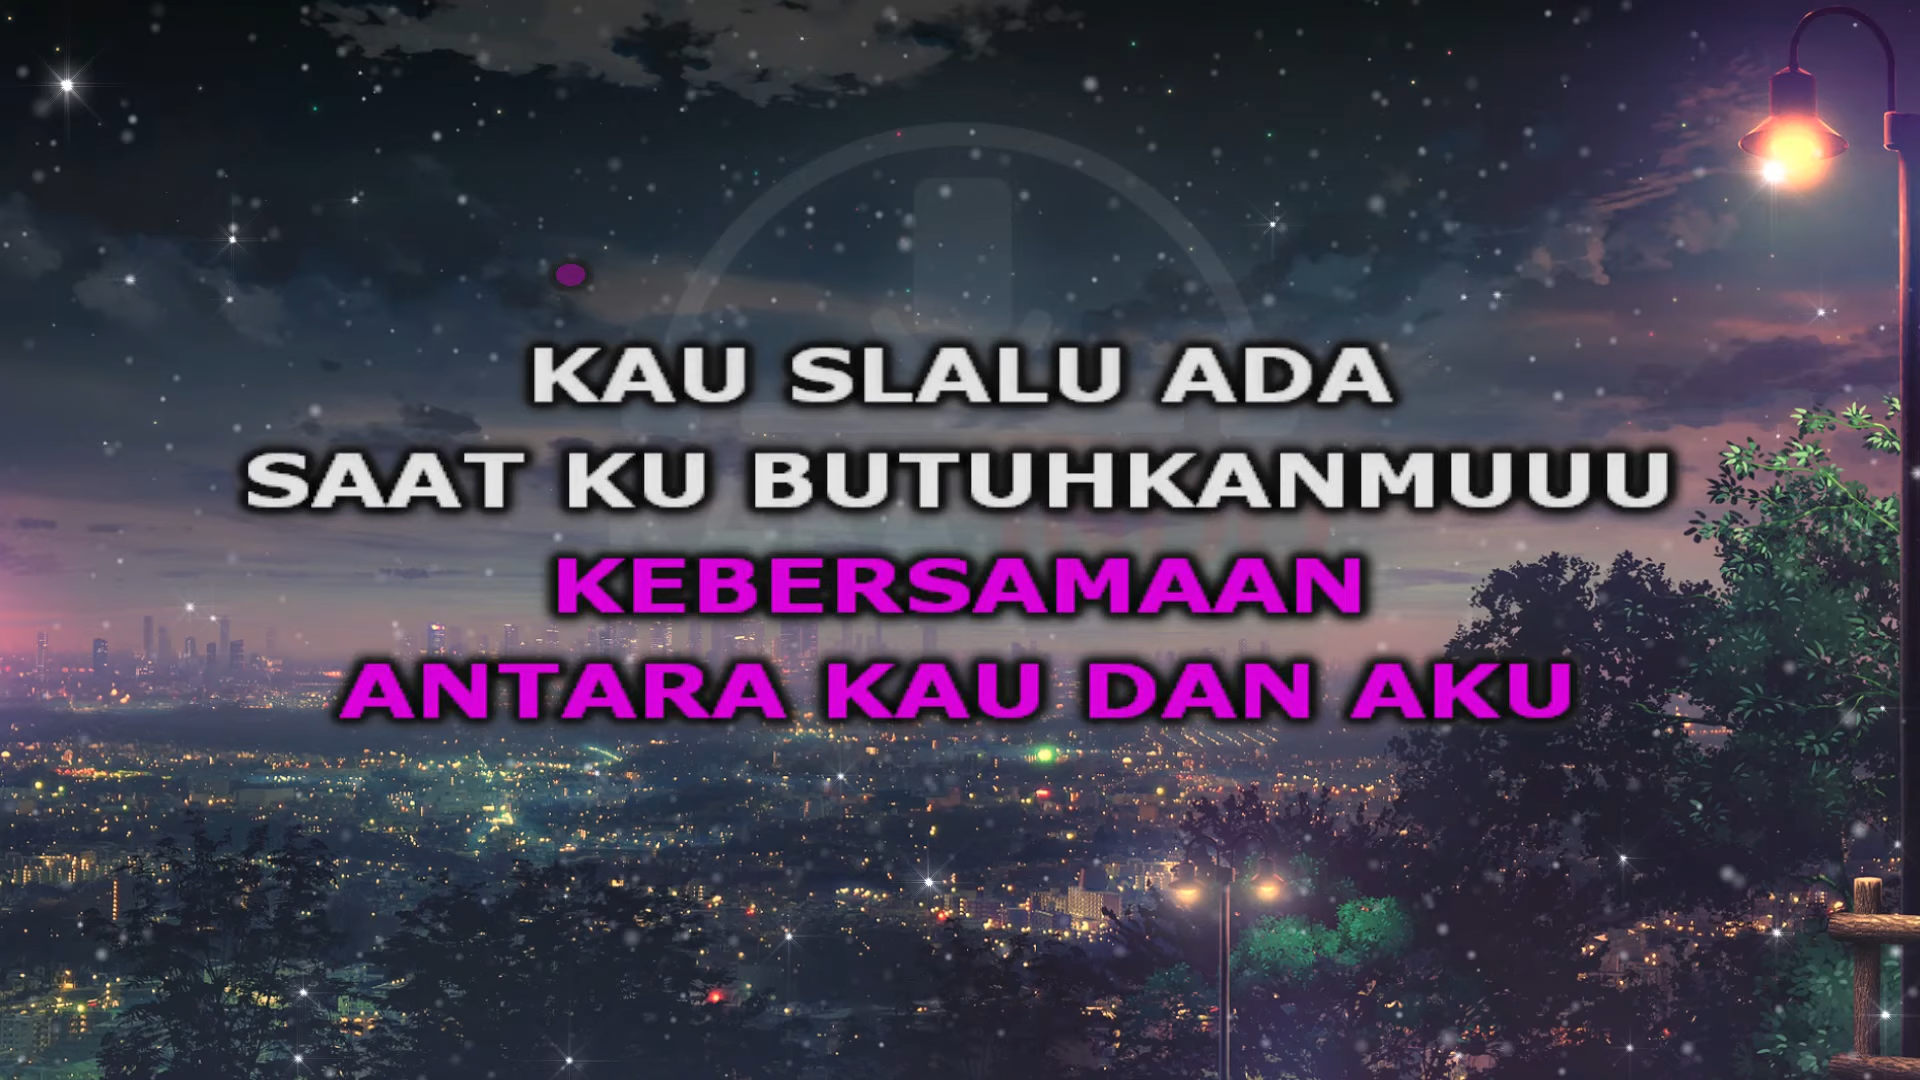 KAU SLALU ADA
SAAT KU BUTUHKANMUUU
KEBERSAMAAN
ANTARA KAU DAN AKU